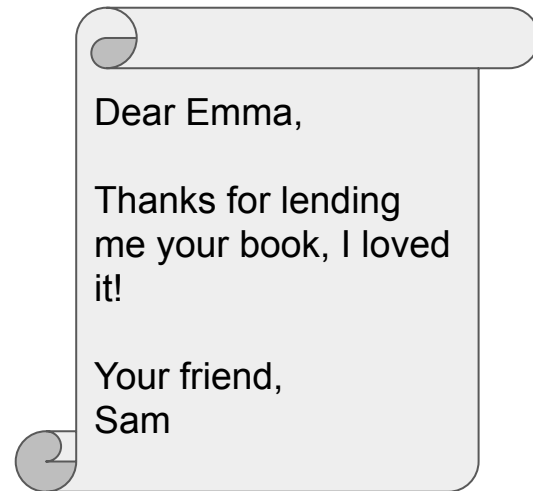 Dear Emma,
Thanks for lending
me your book, I loved
it!
Your friend,
Sam